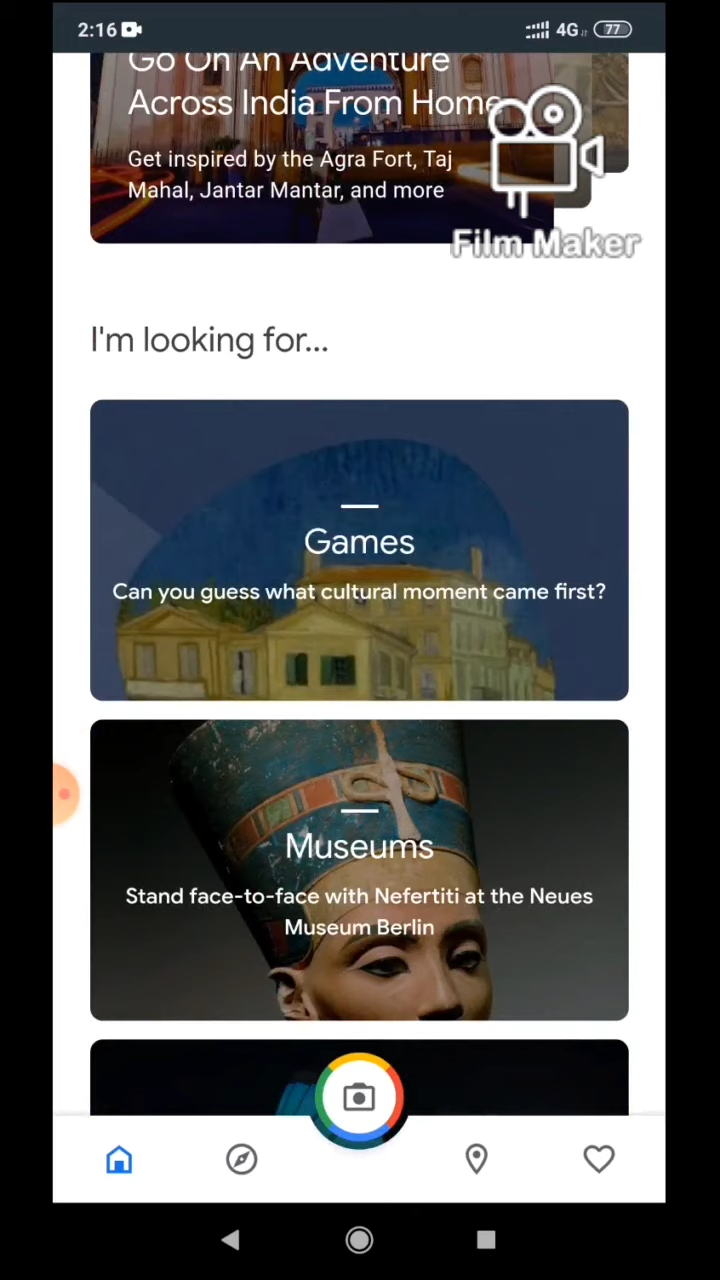 2:16
4G
77
Go On An Adventure
Across India From Home
Get inspired by the Agra Fort, Taj
Mahal, Jantar Mantar, and more
Film Maker
I'm looking for...
Games
Can you guess what cultural moment came first?
Museums
Stand face-to-face with Nefertiti at the Neues
Museum Berlin